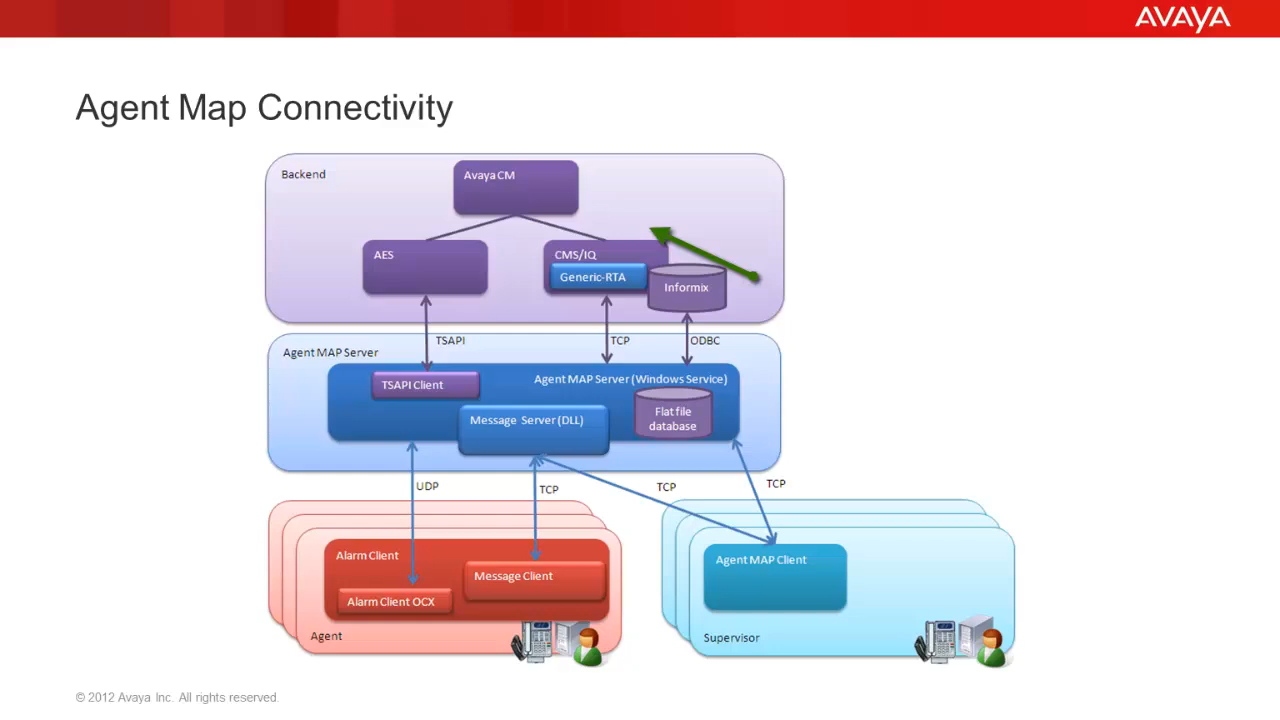 AVAYA
Agent Map Connectivity
Backend
Avaya CM
AES
CMS/IQ
Generic-RTA
Informix
TSAPI
TCP
ODBC
Agent MAP Server
TSAPI Client
Agent MAP Server (Windows Service)
Message Server (DLL)
Flat file
database
UDP
TCP
TCP
TCP
Alarm Client
Message Client
Alarm Client OCX
Agent
Agent MAP Client
Supervisor
© 2012 Avaya Inc. All rights reserved.